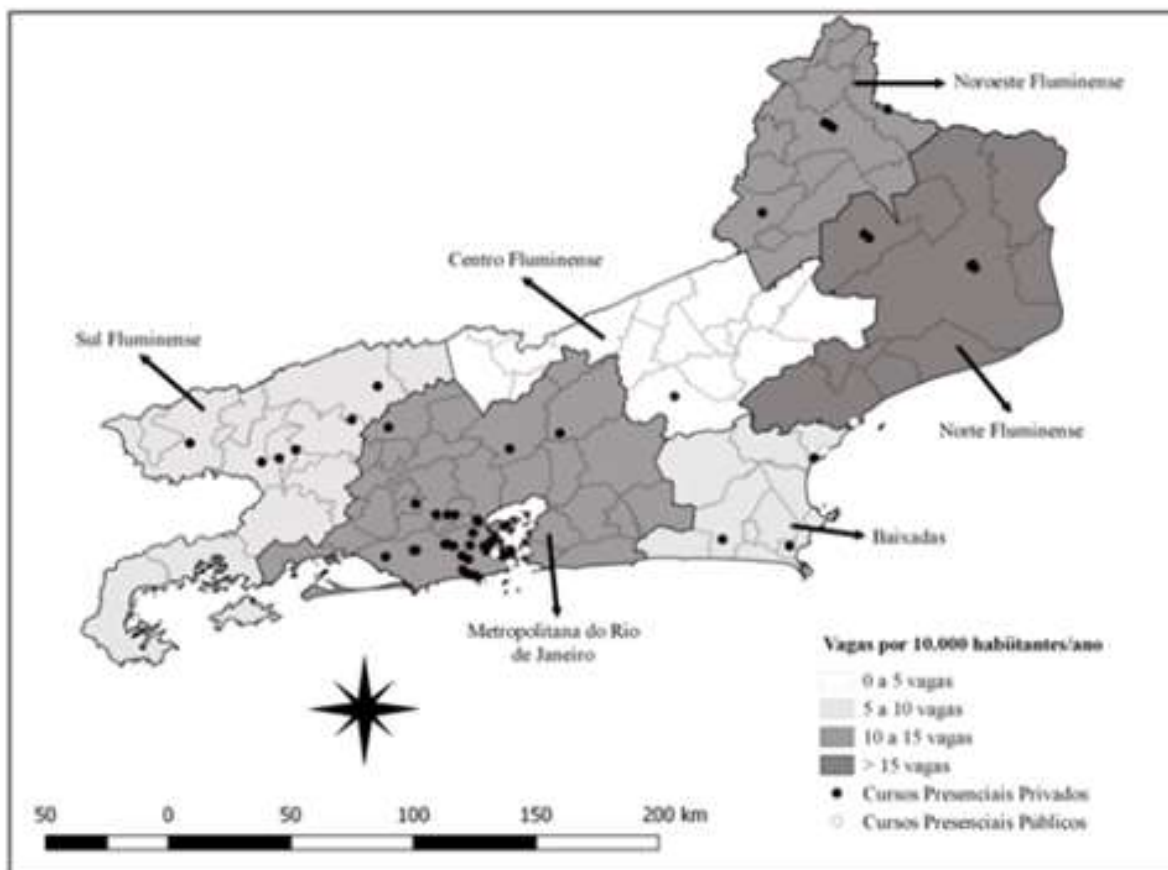 Noroeste Fluminense
Centro Fluminense
Sul Fluminense
Norte Fluminense
Baixadas
Metropolitana do Rio
de Janeiro
Vagas por 10.000 habiitantes/ano
0 a 5 vagas
5 a 10 vagas
10 a 15 vagas
> 15 vagas
Cursos Presenciais Privados
Cursos Presenciais Públicos
50 0 50 100 150 200 km